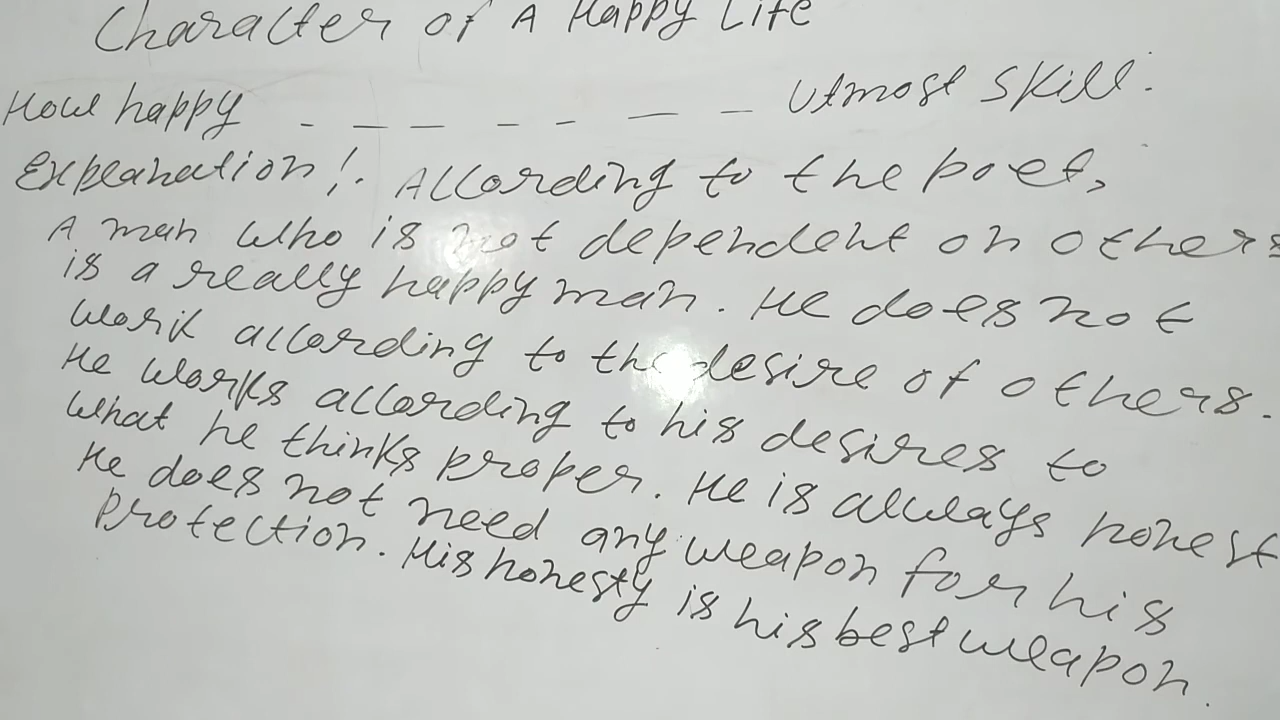 Character of A Happy Life
How happy - - - - - - - Utmost Skill.
Explanation:. According to the poet,
A man who is not dependent on others
is a really happy man. He does not
work according to the desire of others.
He works according to his desires to
what he thinks proper. He is always honest
He does not need any weapon for his
protection. His honesty is his best weapon.